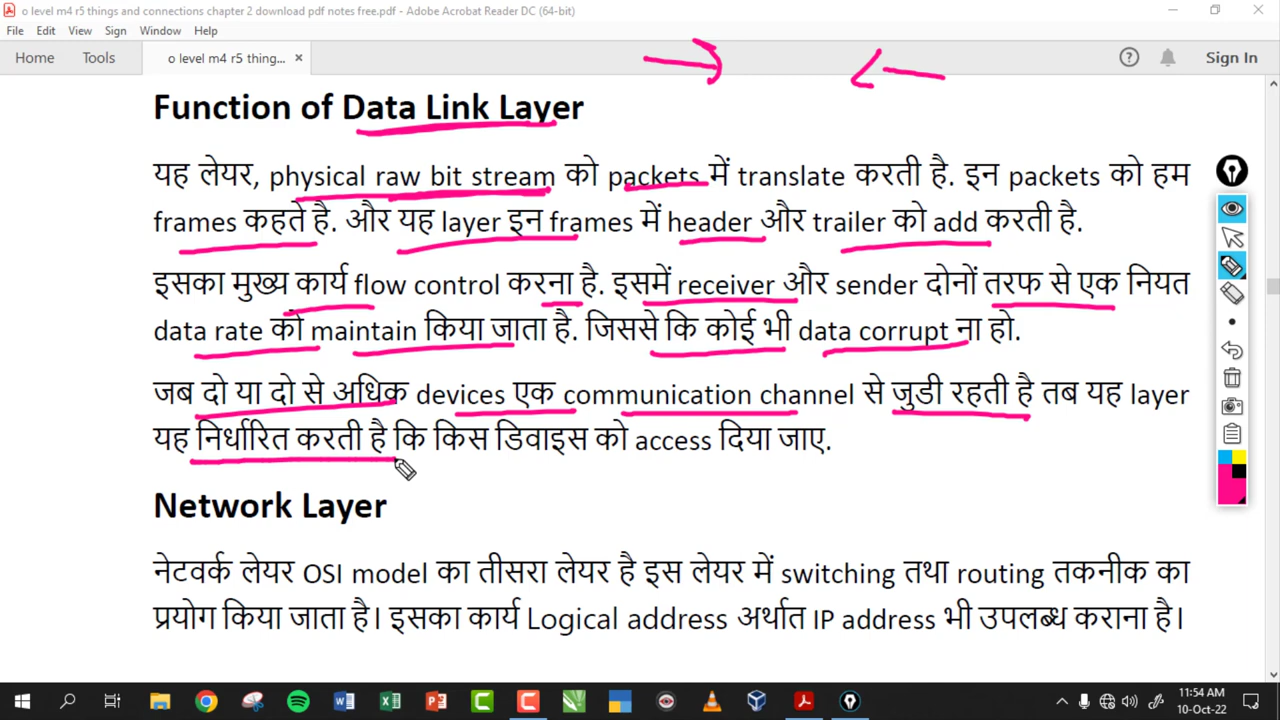 o level m4 r5 things and connections chapter 2 download pdf notes free.pdf - Adobe Acrobat Reader DC (64-bit)
File Edit View Sign Window Help
Home Tools o level m4 r5 thing... × Sign In
Function of Data Link Layer
यह लेयर, physical raw bit stream को packets में translate करती है. इन packets को हम
frames कहते है. और यह layer इन frames में header और trailer को add करती है.
इसका मुख्य कार्य flow control करना है. इसमें receiver और sender दोनों तरफ से एक नियत
data rate को maintain किया जाता है. जिससे कि कोई भी data corrupt ना हो.
जब दो या दो से अधिक devices एक communication channel से जुडी रहती है तब यह layer
यह निर्धारित करती है कि किस डिवाइस को access दिया जाए.
Network Layer
नेटवर्क लेयर OSI model का तीसरा लेयर है इस लेयर में switching तथा routing तकनीक का
प्रयोग किया जाता है। इसका कार्य Logical address अर्थात IP address भी उपलब्ध कराना है।
11:54 AM
10-Oct-22